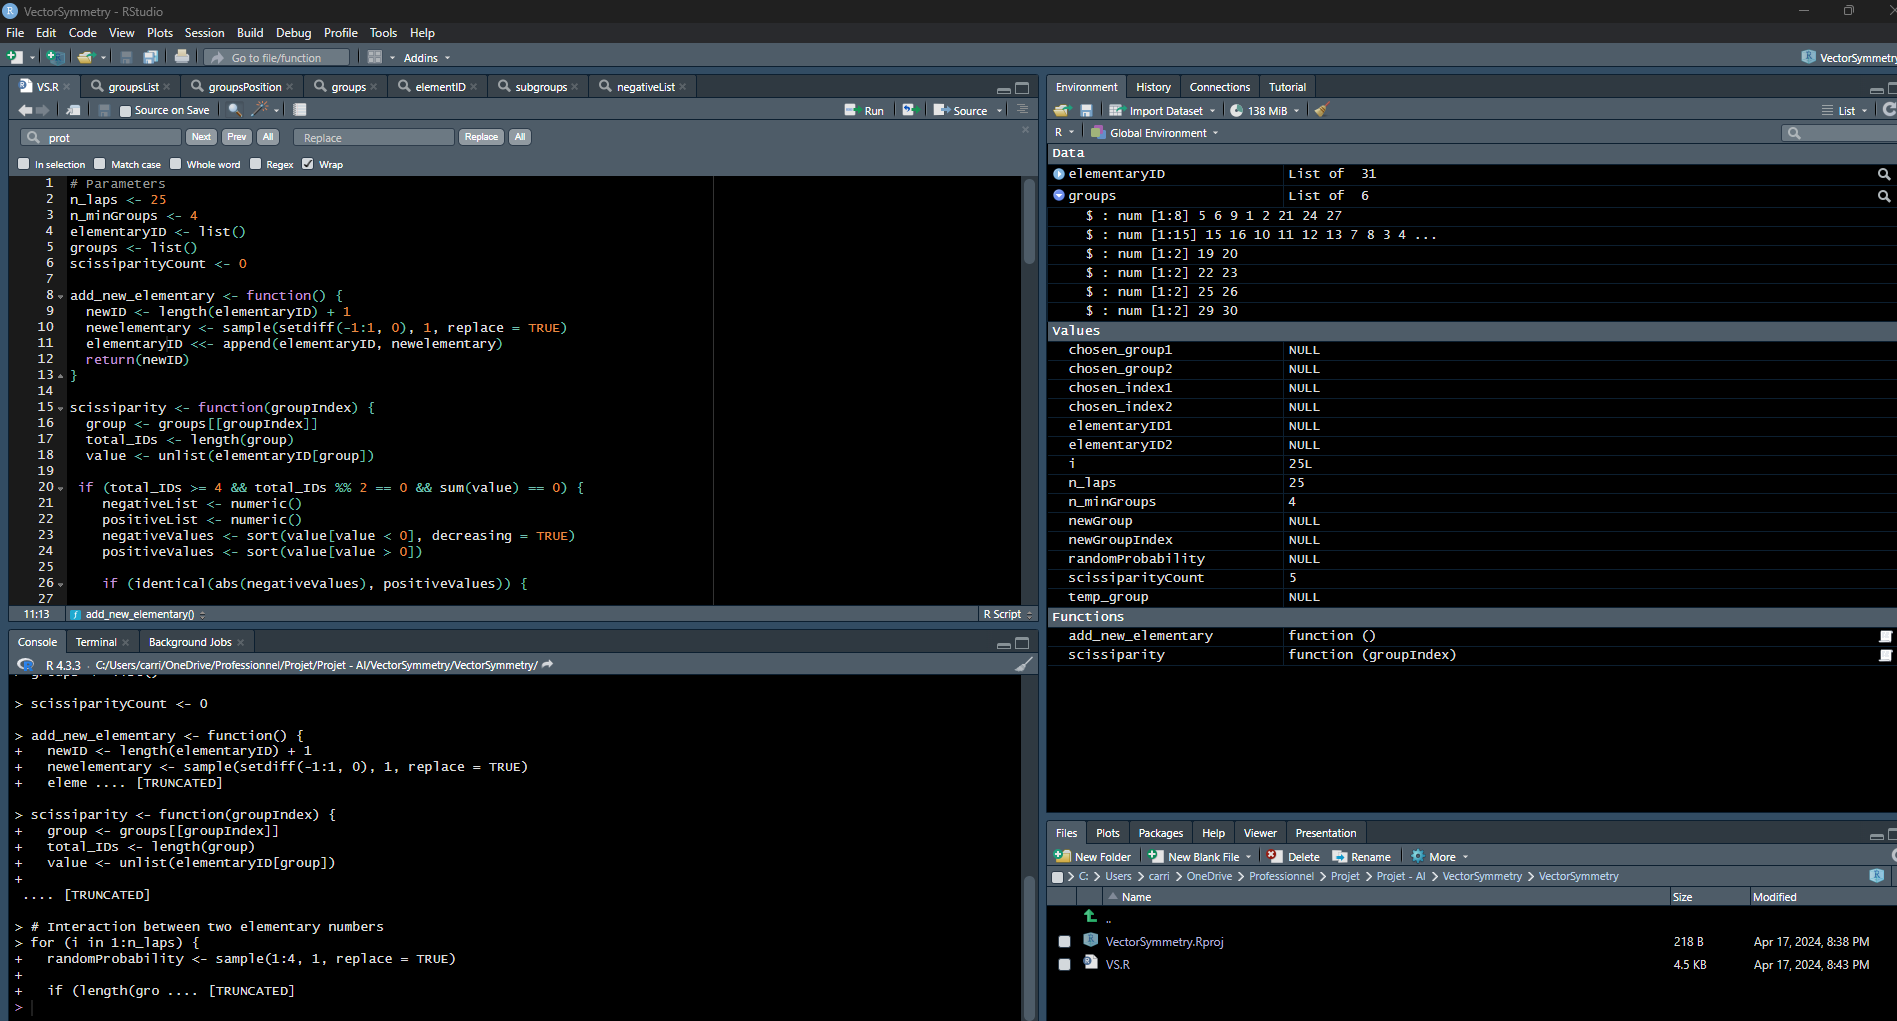 VectorSymmetry - RStudio
File Edit Code View Plots Session Build Debug Profile Tools Help
Go to file/function Addins VectorSymmetry
VS.R groupsList groupsPosition groups elementID subgroups negativeList
Source on Save Run Source
prot Next Prev All Replace Replace All
In selection Match case Whole word Regex Wrap
1 # Parameters
2 n_laps <- 25
3 n_minGroups <- 4
4 elementaryID <- list()
5 groups <- list()
6 scissiparityCount <- 0
7
8 add_new_elementary <- function() {
9 newID <- length(elementaryID) + 1
10 newelementary <- sample(setdiff(-1:1, 0), 1, replace = TRUE)
11 elementaryID <<- append(elementaryID, newelementary)
12 return(newID)
13 }
14
15 scissiparity <- function(groupIndex) {
16 group <- groups[[groupIndex]]
17 total_IDs <- length(group)
18 value <- unlist(elementaryID[group])
19
20 if (total_IDs >= 4 && total_IDs %% 2 == 0 && sum(value) == 0) {
21 negativeList <- numeric()
22 positiveList <- numeric()
23 negativeValues <- sort(value[value < 0], decreasing = TRUE)
24 positiveValues <- sort(value[value > 0])
25
26 if (identical(abs(negativeValues), positiveValues)) {
27
11:13 add_new_elementary() R Script
Console Terminal Background Jobs
R 4.3.3 · C:/Users/carri/OneDrive/Professionnel/Projet/Projet - AI/VectorSymmetry/VectorSymmetry/
> scissiparityCount <- 0
> add_new_elementary <- function() {
+ newID <- length(elementaryID) + 1
+ newelementary <- sample(setdiff(-1:1, 0), 1, replace = TRUE)
+ eleme .... [TRUNCATED]
> scissiparity <- function(groupIndex) {
+ group <- groups[[groupIndex]]
+ total_IDs <- length(group)
+ value <- unlist(elementaryID[group])
+
.... [TRUNCATED]
> # Interaction between two elementary numbers
> for (i in 1:n_laps) {
+ randomProbability <- sample(1:4, 1, replace = TRUE)
+
+ if (length(gro .... [TRUNCATED]
>
Environment History Connections Tutorial
Import Dataset 138 MiB List
R Global Environment
Data
elementaryID List of 31
groups List of 6
$ : num [1:8] 5 6 9 1 2 21 24 27
$ : num [1:15] 15 16 10 11 12 13 7 8 3 4 ...
$ : num [1:2] 19 20
$ : num [1:2] 22 23
$ : num [1:2] 25 26
$ : num [1:2] 29 30
Values
chosen_group1 NULL
chosen_group2 NULL
chosen_index1 NULL
chosen_index2 NULL
elementaryID1 NULL
elementaryID2 NULL
i 25L
n_laps 25
n_minGroups 4
newGroup NULL
newGroupIndex NULL
randomProbability NULL
scissiparityCount 5
temp_group NULL
Functions
add_new_elementary function ()
scissiparity function (groupIndex)
Files Plots Packages Help Viewer Presentation
New Folder New Blank File Delete Rename More
C: > Users > carri > OneDrive > Professionnel > Projet > Projet - AI > VectorSymmetry > VectorSymmetry
Name Size Modified
..
VectorSymmetry.Rproj 218 B Apr 17, 2024, 8:38 PM
VS.R 4.5 KB Apr 17, 2024, 8:43 PM